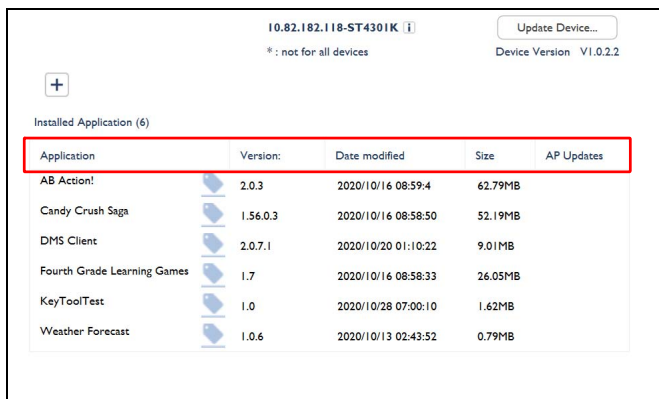 10.82.182.118-ST4301K i Update Device...
* : not for all devices Device Version V1.0.2.2
+
Installed Application (6)
Application Version: Date modified Size AP Updates
AB Action! 2.0.3 2020/10/16 08:59:4 62.79MB
Candy Crush Saga 1.56.0.3 2020/10/16 08:58:50 52.19MB
DMS Client 2.0.7.1 2020/10/20 01:10:22 9.01MB
Fourth Grade Learning Games 1.7 2020/10/16 08:58:33 26.05MB
KeyToolTest 1.0 2020/10/28 07:00:10 1.62MB
Weather Forecast 1.0.6 2020/10/13 02:43:52 0.79MB